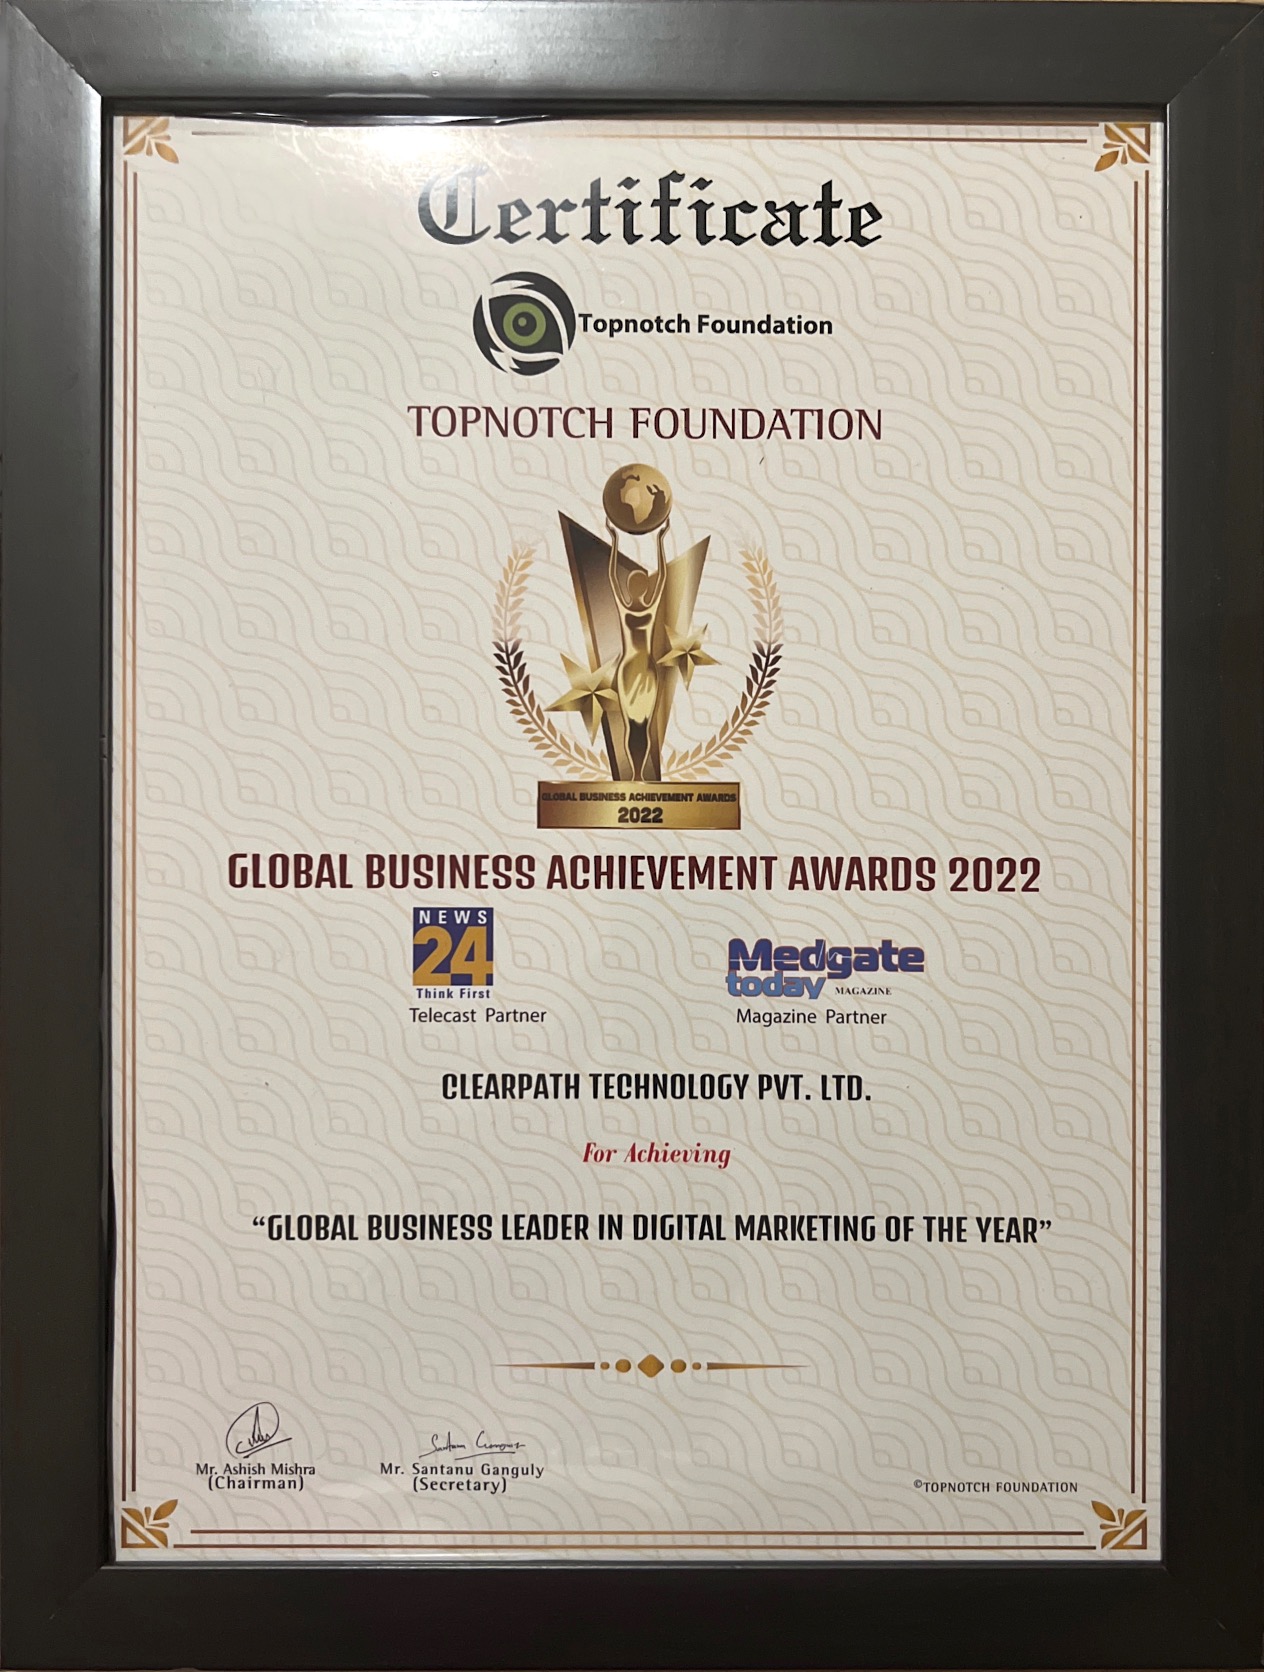 Certificate
Topnotch Foundation
TOPNOTCH FOUNDATION
GLOBAL BUSINESS ACHIEVEMENT AWARDS
2022
GLOBAL BUSINESS ACHIEVEMENT AWARDS 2022
NEWS
24
Think First
Telecast Partner
Medgate
today MAGAZINE
Magazine Partner
CLEARPATH TECHNOLOGY PVT. LTD.
For Achieving
“GLOBAL BUSINESS LEADER IN DIGITAL MARKETING OF THE YEAR”
Mr. Ashish Mishra
(Chairman)
Santanu Ganguly
Mr. Santanu Ganguly
(Secretary)
©TOPNOTCH FOUNDATION